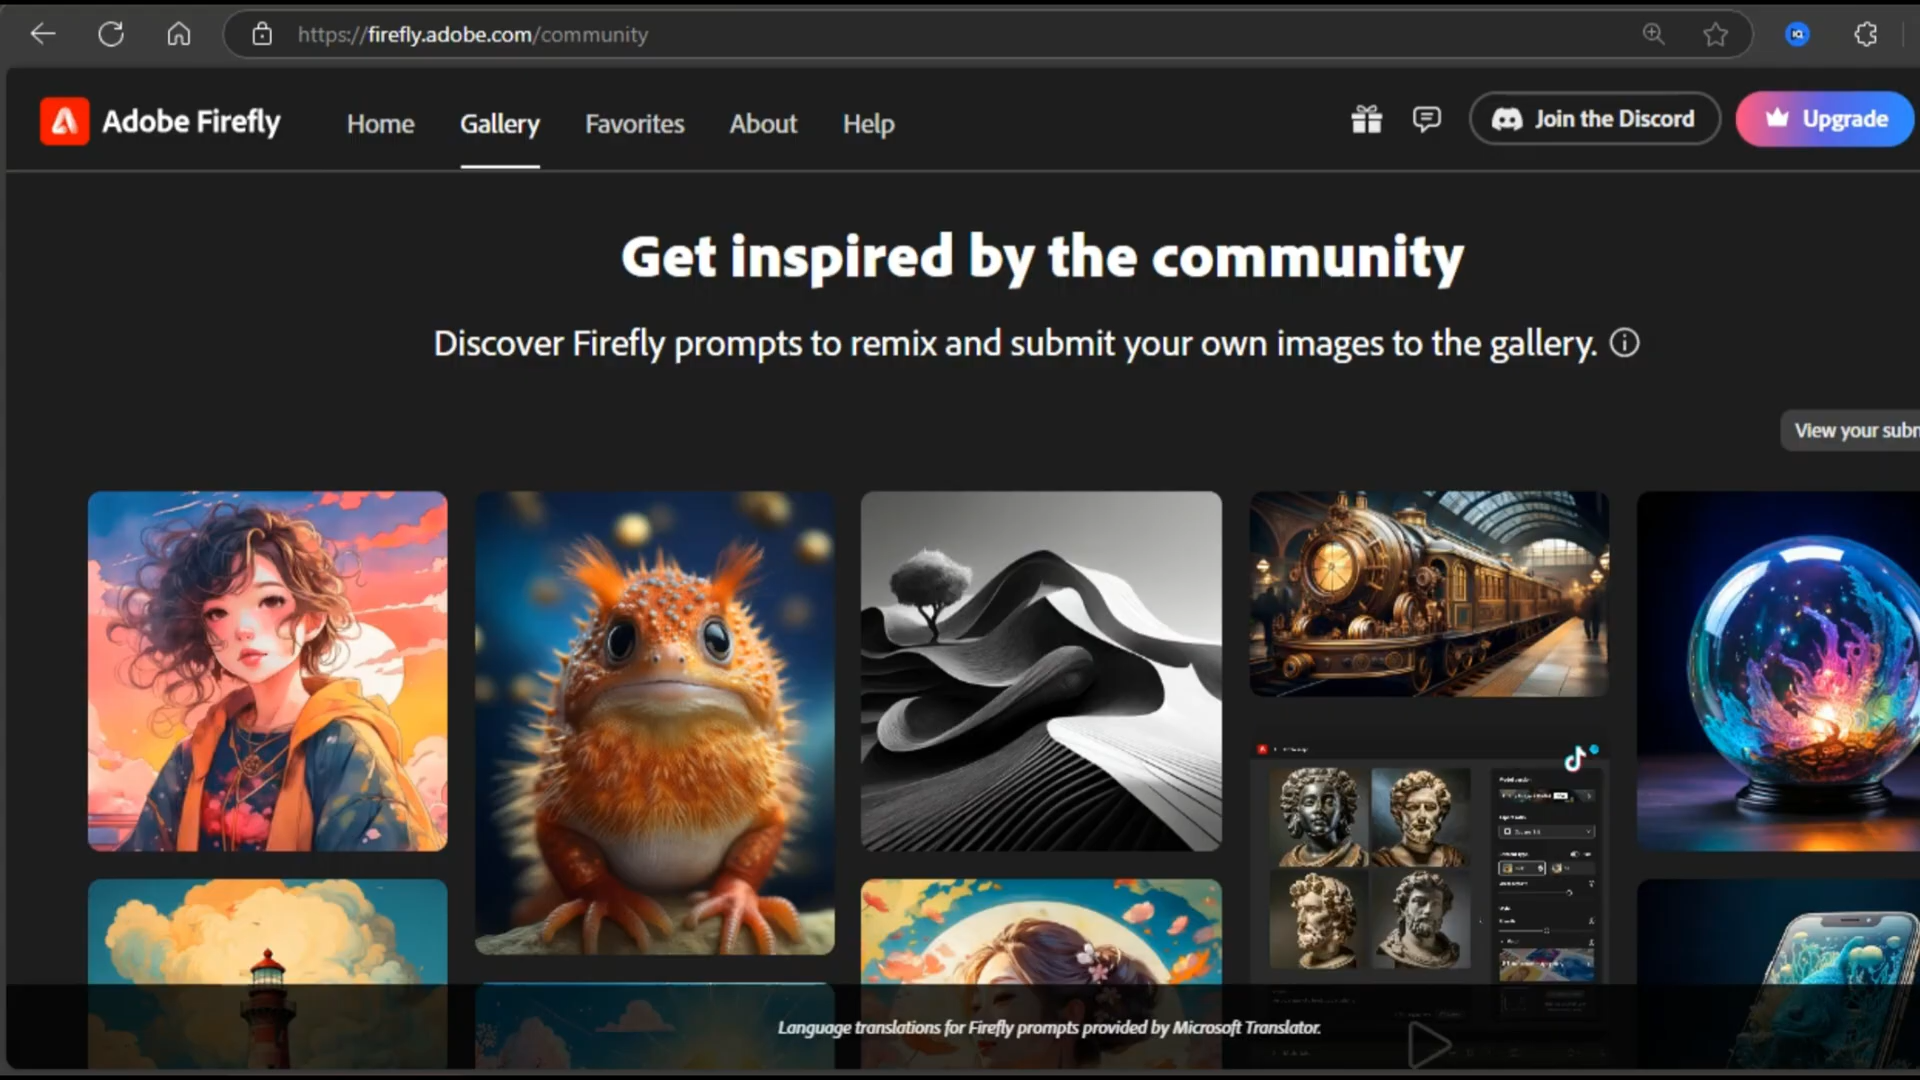 https://firefly.adobe.com/community
Adobe Firefly
Home
Gallery
Favorites
About
Help
Join the Discord
Upgrade
Get inspired by the community
Discover Firefly prompts to remix and submit your own images to the gallery.
View your subm
Language translations for Firefly prompts provided by Microsoft Translator.